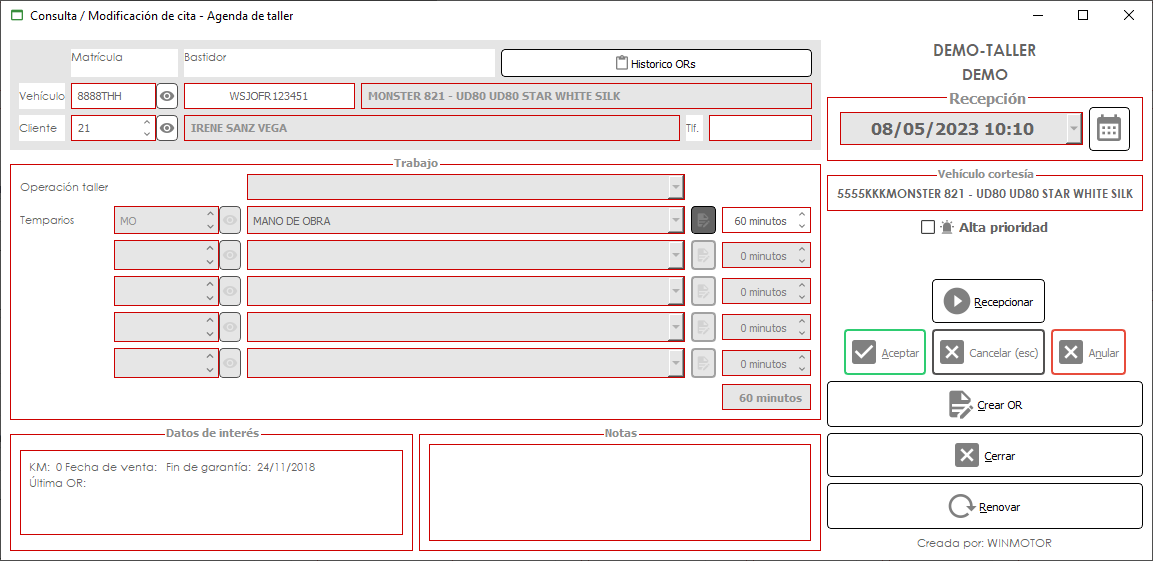 Consulta / Modificación de cita - Agenda de taller
Matrícula
Bastidor
Historico ORs
Vehículo
8888THH
WSJOFR123451
MONSTER 821 - UD80 UD80 STAR WHITE SILK
Cliente
21
IRENE SANZ VEGA
Tlf.
Trabajo
Operación taller
Temparios
MO
MANO DE OBRA
60 minutos
0 minutos
0 minutos
0 minutos
0 minutos
60 minutos
Datos de interés
KM: 0 Fecha de venta: Fin de garantía: 24/11/2018
Última OR:
Notas
DEMO-TALLER
DEMO
Recepción
08/05/2023 10:10
Vehículo cortesía
5555KKKMONSTER 821 - UD80 UD80 STAR WHITE SILK
Alta prioridad
Recepcionar
Aceptar
Cancelar (esc)
Anular
Crear OR
Cerrar
Renovar
Creada por: WINMOTOR